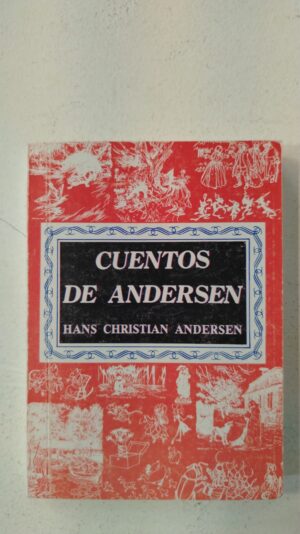 CUENTOS
DE ANDERSEN
HANS CHRISTIAN ANDERSEN